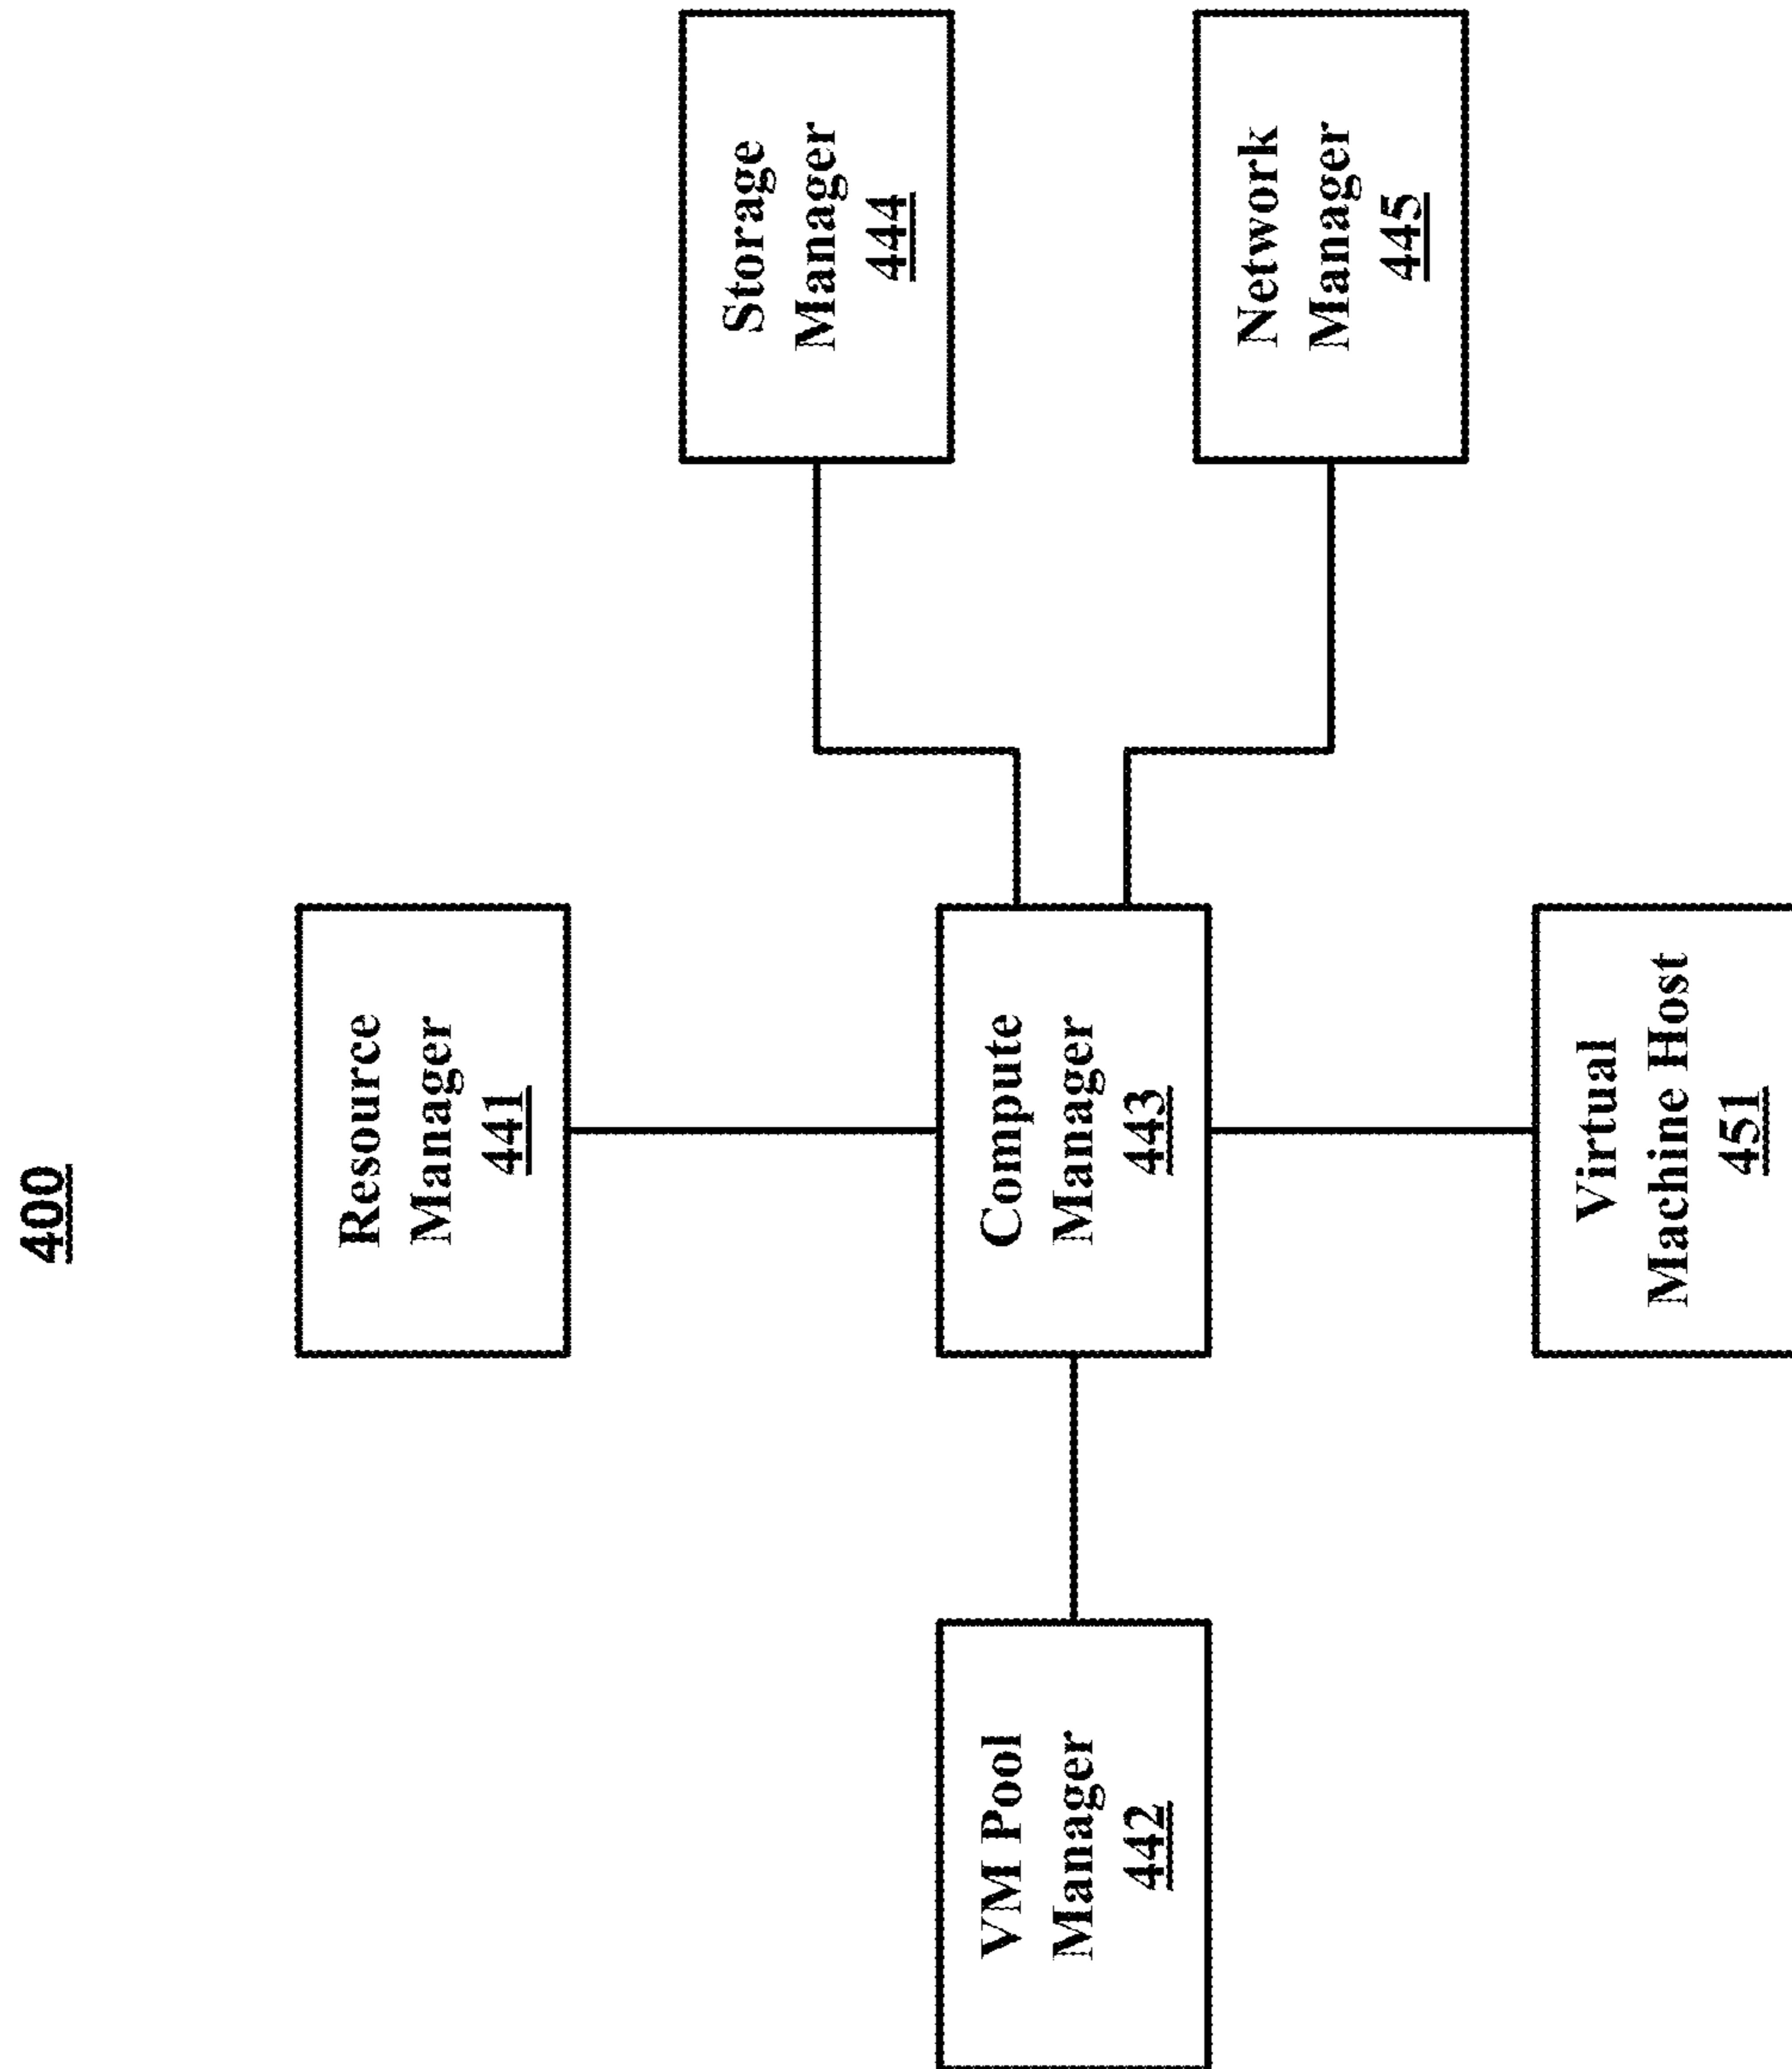 400
Resource
Manager
441
VM Pool
Manager
442
Compute
Manager
443
Storage
Manager
444
Network
Manager
445
Virtual
Machine Host
451